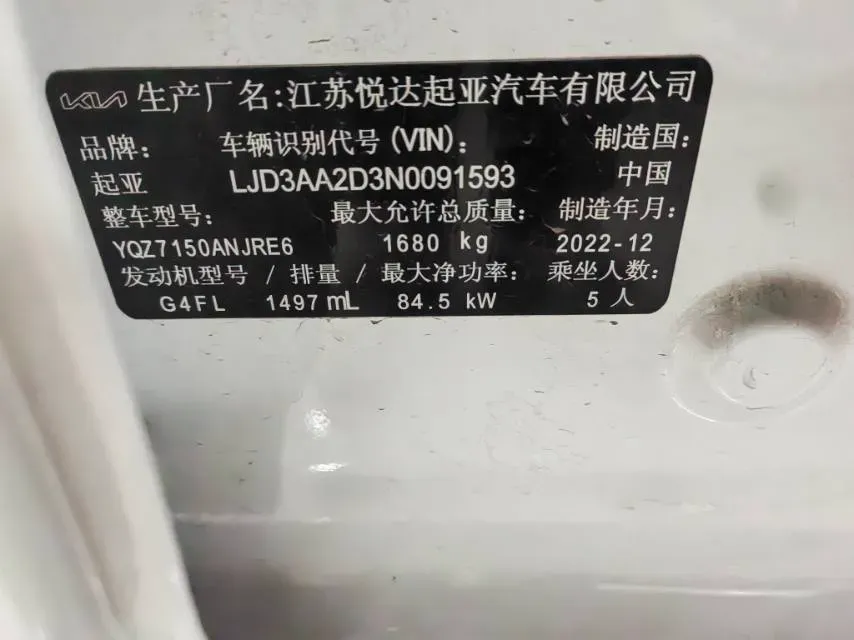 KIA 生产厂名:江苏悦达起亚汽车有限公司
品牌: 车辆识别代号(VIN): 制造国:
起亚 LJD3AA2D3N0091593 中国
整车型号: 最大允许总质量: 制造年月:
YQZ7150ANJRE6 1680 kg 2022-12
发动机型号 / 排量 / 最大净功率: 乘坐人数:
G4FL 1497 mL 84.5 kW 5 人